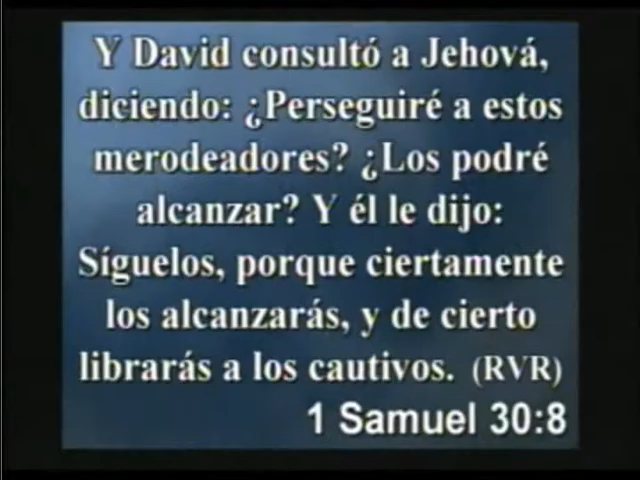 Y David consultó a Jehová,
diciendo: ¿Perseguiré a estos
merodeadores? ¿Los podré
alcanzar? Y él le dijo:
Síguelos, porque ciertamente
los alcanzarás, y de cierto
librarás a los cautivos. (RVR)
1 Samuel 30:8